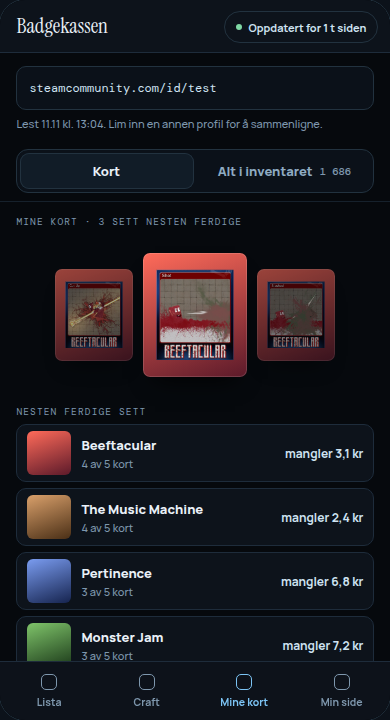 Badgekassen
Oppdatert for 1 t siden
steamcommunity.com/id/test
Lest 11.11 kl. 13:04. Lim inn en annen profil for å sammenligne.
Kort
Alt i inventaret 1 686
MINE KORT · 3 SETT NESTEN FERDIGE
BEEFTACULAR
BEEFTACULAR
BEEFTACULAR
NESTEN FERDIGE SETT
Beeftacular
mangler 3,1 kr
4 av 5 kort
The Music Machine
mangler 2,4 kr
4 av 5 kort
Pertinence
mangler 6,8 kr
3 av 5 kort
Monster Jam
mangler 7,2 kr
3 av 5 kort
Lista
Craft
Mine kort
Min side